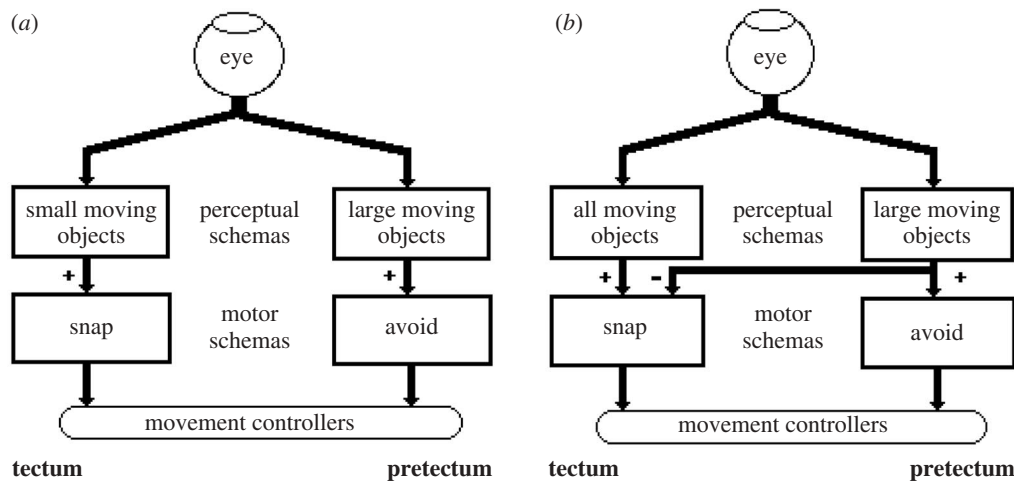 (a)
eye
small moving
objects
perceptual
schemas
large moving
objects
+
+
snap
motor
schemas
avoid
movement controllers
tectum
pretectum
(b)
eye
all moving
objects
perceptual
schemas
large moving
objects
+
-
+
snap
motor
schemas
avoid
movement controllers
tectum
pretectum